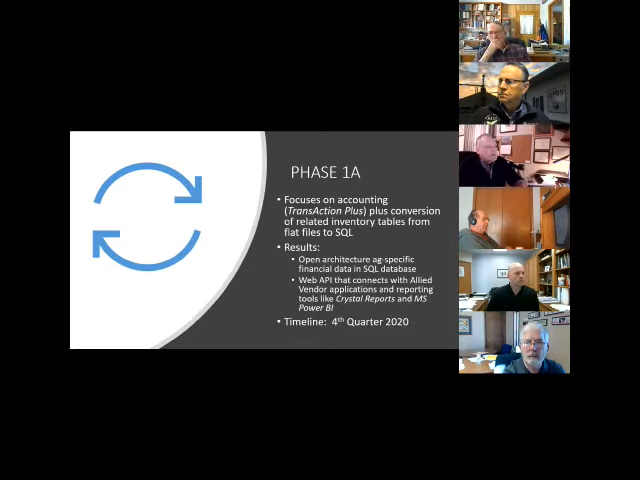 PHASE 1A
• Focuses on accounting
(TransAction Plus) plus conversion
of related inventory tables from
flat files to SQL
• Results:
• Open architecture ag-specific
financial data in SQL database
• Web API that connects with Allied
Vendor applications and reporting
tools like Crystal Reports and MS
Power BI
• Timeline: 4th Quarter 2020